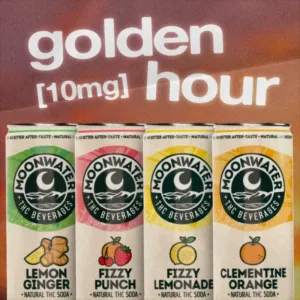 golden
[10mg] hour
MOONWATER
THC BEVERAGES
LEMON
GINGER
• NATURAL THC SODA •
MOONWATER
THC BEVERAGES
FIZZY
PUNCH
• NATURAL THC SODA •
MOONWATER
THC BEVERAGES
FIZZY
LEMONADE
• NATURAL THC SODA •
MOONWATER
THC BEVERAGES
CLEMENTINE
ORANGE
• NATURAL THC SODA •